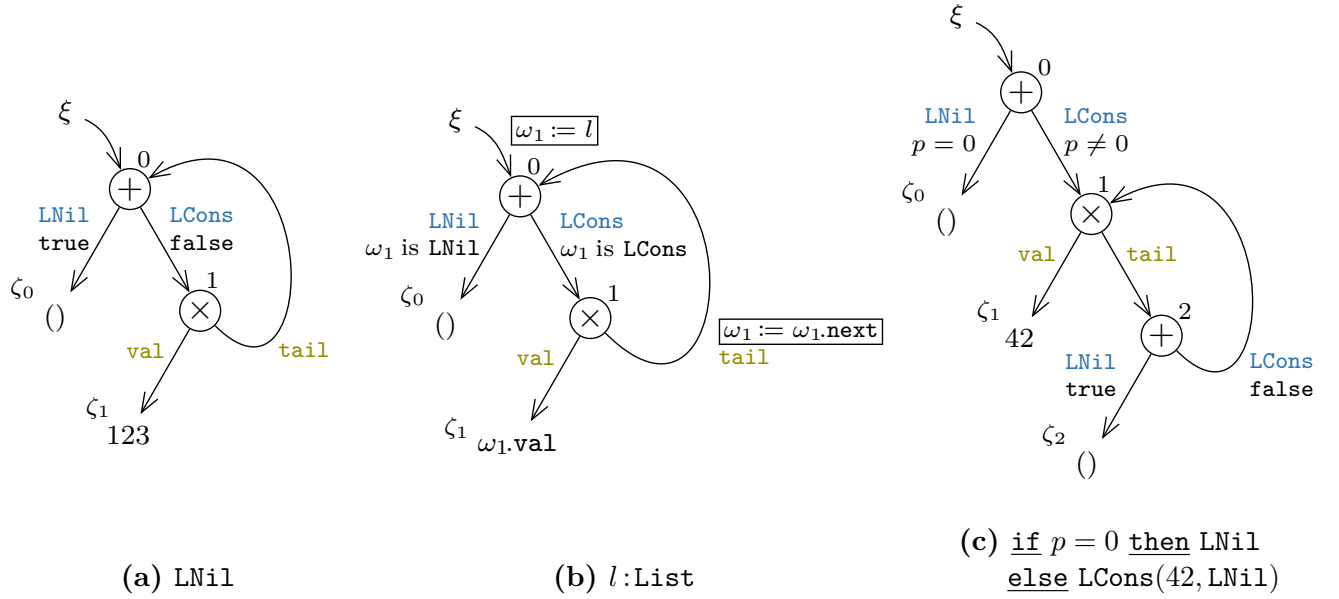 ξ
0
+
LNil
true
LCons
false
ζ₀
()
1
×
val
tail
ζ₁
123
(a) LNil
ξ
ω₁ := l
0
+
LNil
ω₁ is LNil
LCons
ω₁ is LCons
ζ₀
()
1
×
val
ω₁ := ω₁.next
tail
ζ₁
ω₁.val
(b) l:List
ξ
0
+
LNil
p = 0
LCons
p ≠ 0
ζ₀
()
1
×
val
tail
ζ₁
42
2
+
LNil
true
LCons
false
ζ₂
()
(c) if p = 0 then LNil
else LCons(42, LNil)